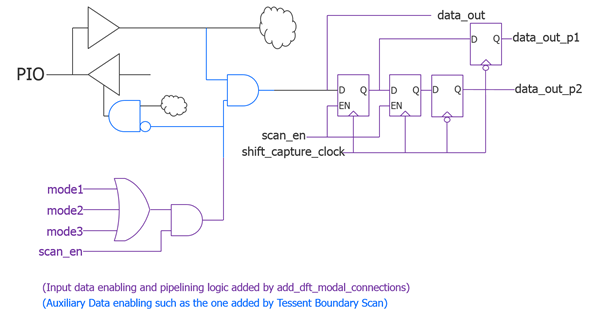 data_out
D Q
data_out_p1
PIO
D Q
EN
D Q
EN
D Q
data_out_p2
scan_en
shift_capture_clock
mode1
mode2
mode3
scan_en
(Input data enabling and pipelining logic added by add_dft_modal_connections)
(Auxiliary Data enabling such as the one added by Tessent Boundary Scan)